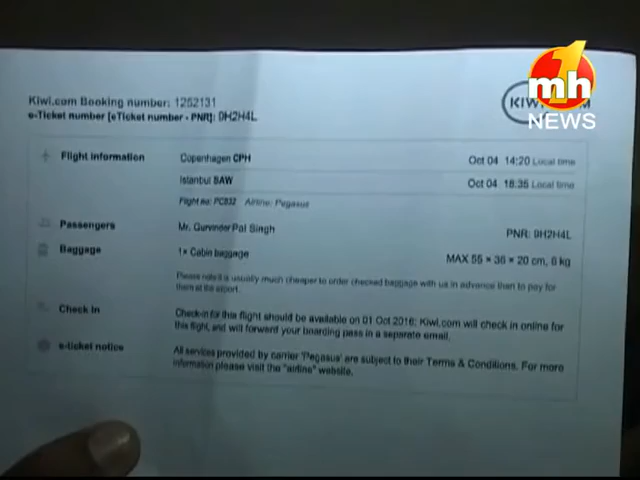 1
mh
NEWS
KIWI.COM
Kiwi.com Booking number: 1252131
e-Ticket number [eTicket number - PNR]: 9H2H4L
Flight information
Copenhagen CPH
Oct 04 14:20 Local time
Istanbul SAW
Oct 04 18:35 Local time
Flight no: PC832 Airline: Pegasus
Passengers
Mr. Gurvinder Pal Singh
PNR: 9H2H4L
Baggage
1× Cabin baggage
MAX 55 × 36 × 20 cm, 8 kg
Please note it is usually much cheaper to order checked baggage with us in advance than to pay for
them at the airport.
Check in
Check-in for this flight should be available on 01 Oct 2016; Kiwi.com will check in online for
this flight, and will forward your boarding pass in a separate email.
e-ticket notice
All services provided by carrier 'Pegasus' are subject to their Terms & Conditions. For more
information please visit the "airline" website.